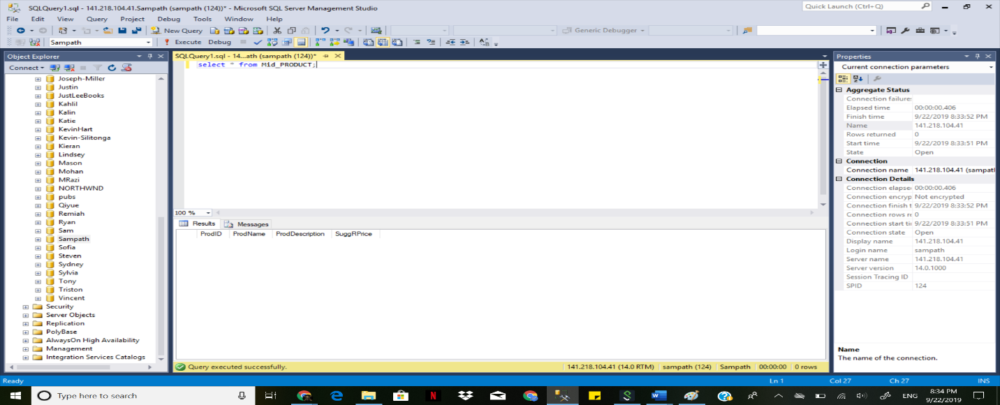 SQLQuery1.sql - 141.218.104.41.Sampath (sampath (124))* - Microsoft SQL Server Management Studio
Quick Launch (Ctrl+Q)
File Edit View Query Project Debug Tools Window Help
New Query
Generic Debugger
Sampath
Execute Debug
Object Explorer
Connect
Joseph-Miller
Justin
JustLeeBooks
Kahlil
Kalin
Katie
KevinHart
Kevin-Silitonga
Kieran
Lindsey
Mason
Mohan
MRazi
NORTHWND
pubs
Qiyue
Remiah
Ryan
Sam
Sampath
Sofia
Steven
Sydney
Sylvia
Tony
Triston
Vincent
Security
Server Objects
Replication
PolyBase
AlwaysOn High Availability
Management
Integration Services Catalogs
SQLQuery1.sql - 14...ath (sampath (124))*
select * from Mid_PRODUCT;
100 %
Results Messages
ProdID ProdName ProdDescription SuggRPrice
Query executed successfully.
141.218.104.41 (14.0 RTM) sampath (124) Sampath 00:00:00 0 rows
Properties
Current connection parameters
Aggregate Status
Connection failures
Elapsed time 00:00:00.406
Finish time 9/22/2019 8:33:52 PM
Name 141.218.104.41
Rows returned 0
Start time 9/22/2019 8:33:51 PM
State Open
Connection
Connection name 141.218.104.41 (sampath
Connection Details
Connection elapse 00:00:00.406
Connection encryp Not encrypted
Connection finish t 9/22/2019 8:33:52 PM
Connection rows re 0
Connection start ti 9/22/2019 8:33:51 PM
Connection state Open
Display name 141.218.104.41
Login name sampath
Server name 141.218.104.41
Server version 14.0.1000
Session Tracing ID
SPID 124
Name
The name of the connection.
Ready
Ln 1 Col 27 Ch 27 INS
Type here to search
ENG
8:34 PM
9/22/2019